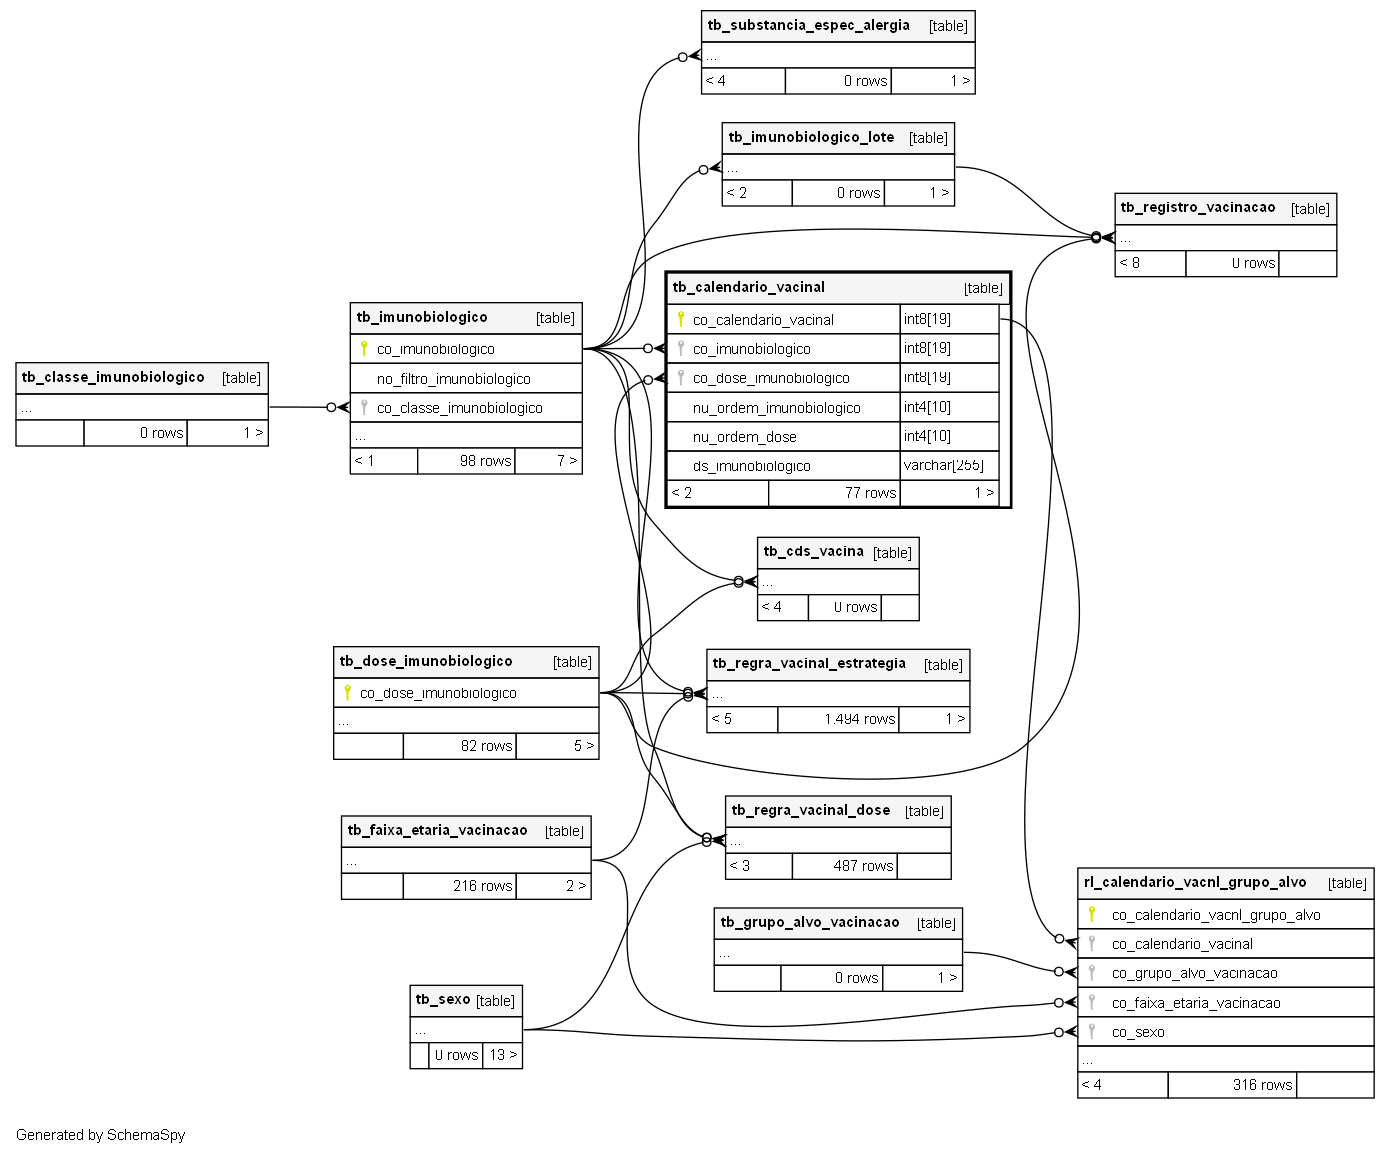 tb_substancia_espec_alergia [table]
...
< 4 0 rows 1 >
tb_imunobiologico_lote [table]
...
< 2 0 rows 1 >
tb_registro_vacinacao [table]
...
< 8 0 rows
tb_calendario_vacinal [table]
co_calendario_vacinal int8[19]
co_imunobiologico int8[19]
co_dose_imunobiologico int8[19]
nu_ordem_imunobiologico int4[10]
nu_ordem_dose int4[10]
ds_imunobiologico varchar[255]
< 2 77 rows 1 >
tb_imunobiologico [table]
co_imunobiologico
no_filtro_imunobiologico
co_classe_imunobiologico
...
< 1 98 rows 7 >
tb_classe_imunobiologico [table]
...
0 rows 1 >
tb_cds_vacina [table]
...
< 4 0 rows
tb_dose_imunobiologico [table]
co_dose_imunobiologico
...
82 rows 5 >
tb_regra_vacinal_estrategia [table]
...
< 5 1.494 rows 1 >
tb_regra_vacinal_dose [table]
...
< 3 487 rows
tb_faixa_etaria_vacinacao [table]
...
216 rows 2 >
rl_calendario_vacnl_grupo_alvo [table]
co_calendario_vacnl_grupo_alvo
co_calendario_vacinal
co_grupo_alvo_vacinacao
co_faixa_etaria_vacinacao
co_sexo
...
< 4 316 rows
tb_grupo_alvo_vacinacao [table]
...
0 rows 1 >
tb_sexo [table]
...
0 rows 13 >
Generated by SchemaSpy